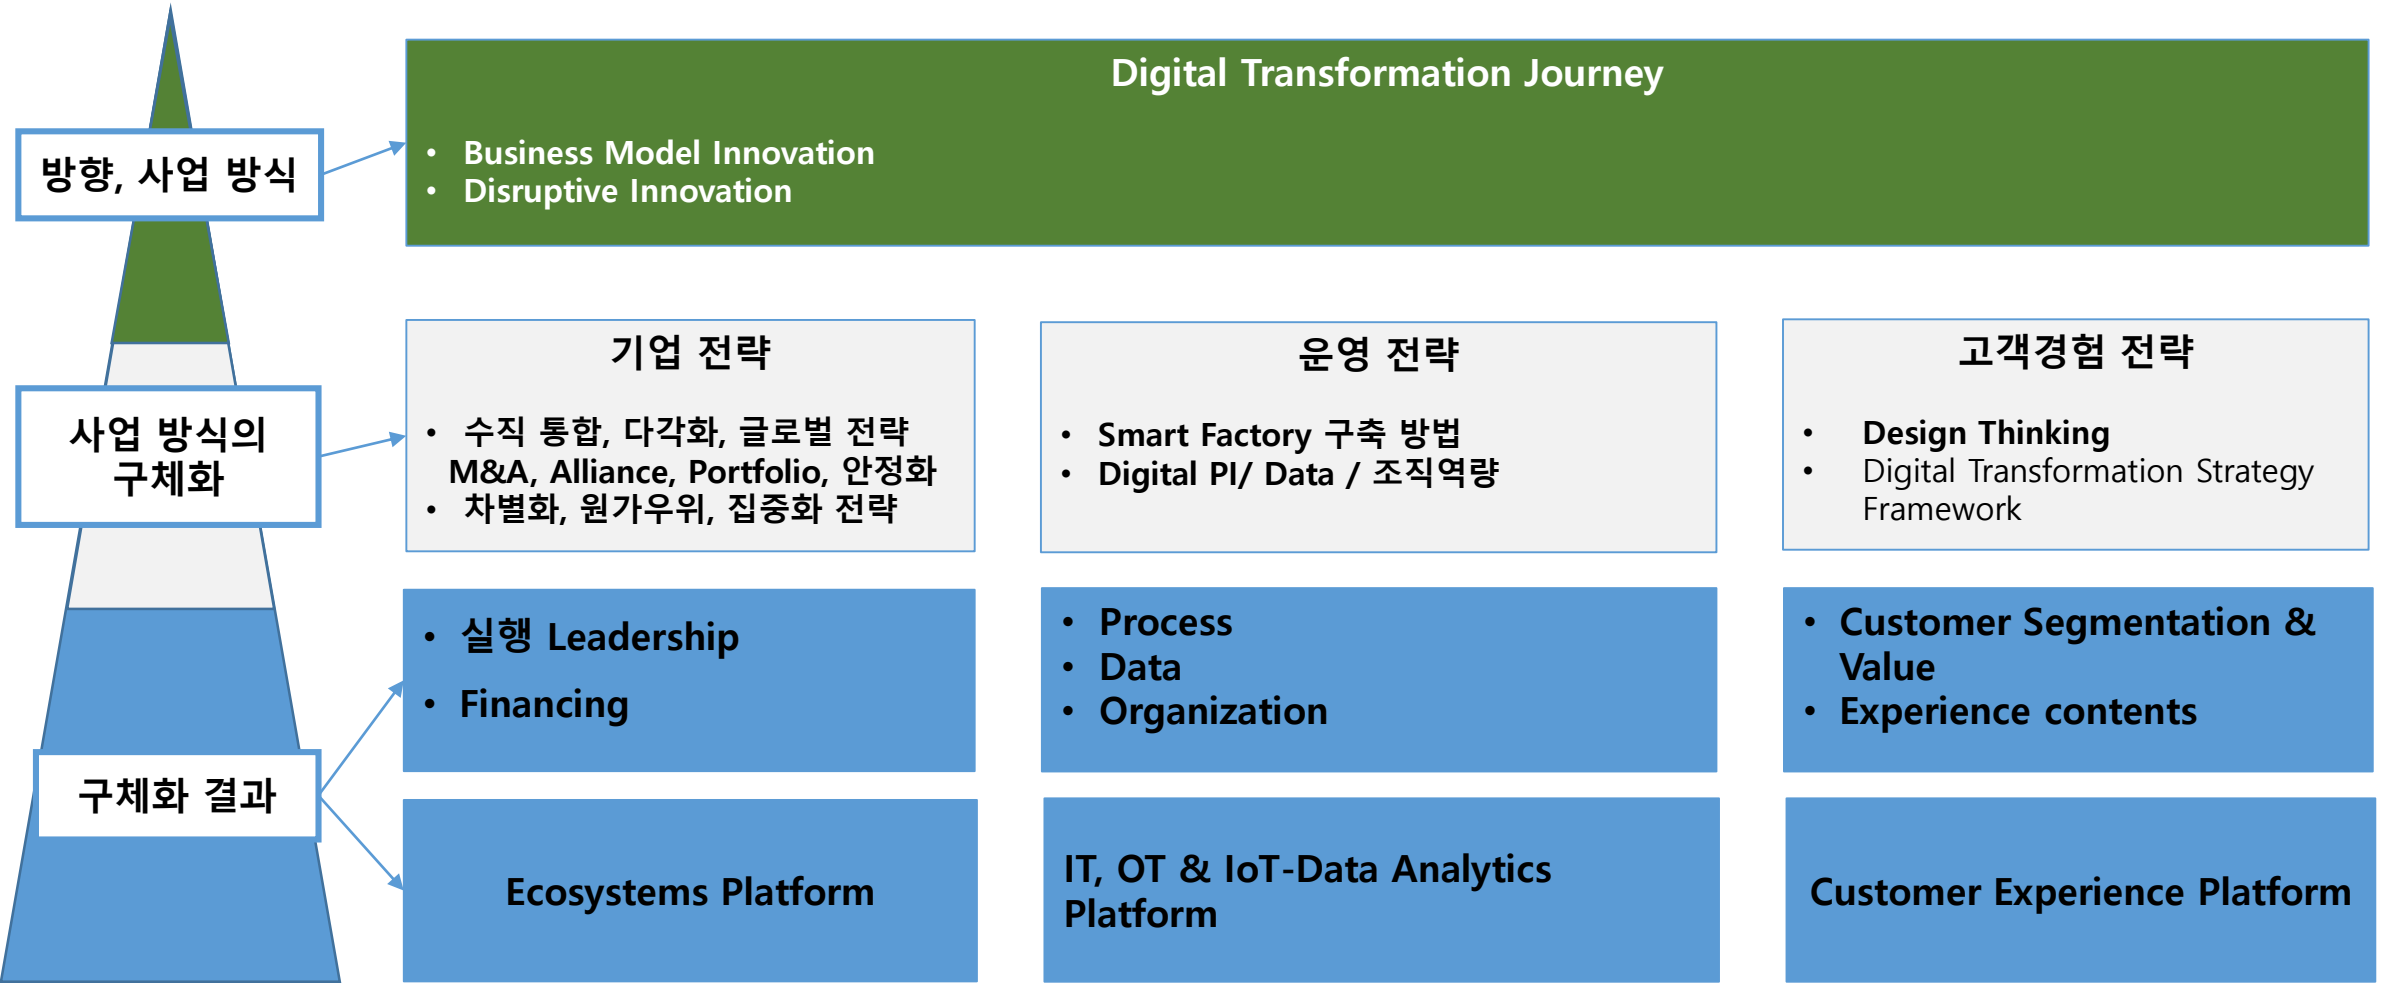 Digital Transformation Journey
방향, 사업 방식
• Business Model Innovation
• Disruptive Innovation
사업 방식의
구체화
기업 전략
• 수직 통합, 다각화, 글로벌 전략
M&A, Alliance, Portfolio, 안정화
• 차별화, 원가우위, 집중화 전략
운영 전략
• Smart Factory 구축 방법
• Digital PI/ Data / 조직역량
고객경험 전략
• Design Thinking
• Digital Transformation Strategy
Framework
구체화 결과
• 실행 Leadership
• Financing
• Process
• Data
• Organization
• Customer Segmentation &
Value
• Experience contents
Ecosystems Platform
IT, OT & IoT-Data Analytics
Platform
Customer Experience Platform